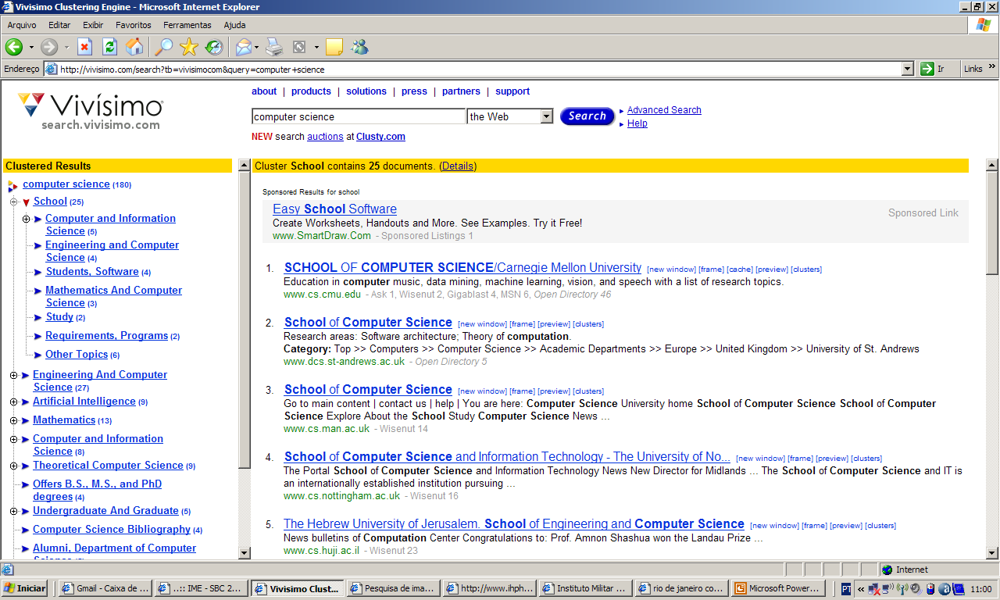 Vivisimo Clustering Engine - Microsoft Internet Explorer
Arquivo Editar Exibir Favoritos Ferramentas Ajuda
Endereço http://vivisimo.com/search?tb=vivisimocom&query=computer+science Ir Links »
about | products | solutions | press | partners | support
Vivísimo
search.vivisimo.com
computer science the Web Search Advanced Search
Help
NEW search auctions at Clusty.com
Clustered Results
computer science (180)
School (25)
Computer and Information
Science (5)
Engineering and Computer
Science (4)
Students, Software (4)
Mathematics And Computer
Science (3)
Study (2)
Requirements, Programs (2)
Other Topics (6)
Engineering And Computer
Science (27)
Artificial Intelligence (9)
Mathematics (13)
Computer and Information
Science (8)
Theoretical Computer Science (9)
Offers B.S., M.S., and PhD
degrees (4)
Undergraduate And Graduate (5)
Computer Science Bibliography (4)
Alumni, Department of Computer
Cluster School contains 25 documents. (Details)
Sponsored Results for school
Easy School Software
Sponsored Link
Create Worksheets, Handouts and More. See Examples. Try it Free!
www.SmartDraw.Com - Sponsored Listings 1
1. SCHOOL OF COMPUTER SCIENCE/Carnegie Mellon University [new window] [frame] [cache] [preview] [clusters]
Education in computer music, data mining, machine learning, vision, and speech with a list of research topics.
www.cs.cmu.edu - Ask 1, Wisenut 2, Gigablast 4, MSN 6, Open Directory 46
2. School of Computer Science [new window] [frame] [preview] [clusters]
Research areas: Software architecture; Theory of computation.
Category: Top >> Computers >> Computer Science >> Academic Departments >> Europe >> United Kingdom >> University of St. Andrews
www.dcs.st-andrews.ac.uk - Open Directory 5
3. School of Computer Science [new window] [frame] [preview] [clusters]
Go to main content | contact us | help | You are here: Computer Science University home School of Computer Science School of Computer
Science Explore About the School Study Computer Science News ...
www.cs.man.ac.uk - Wisenut 14
4. School of Computer Science and Information Technology - The University of No... [new window] [frame] [preview] [clusters]
The Portal School of Computer Science and Information Technology News New Director for Midlands ... The School of Computer Science and IT is
an internationally established institution pursuing ...
www.cs.nottingham.ac.uk - Wisenut 16
5. The Hebrew University of Jerusalem. School of Engineering and Computer Science [new window] [frame] [preview] [clusters]
News bulletins of Computation Center Congratulations to: Prof. Amnon Shashua won the Landau Prize ...
www.cs.huji.ac.il - Wisenut 23
Internet
Iniciar Gmail - Caixa de ... ..:: IME - SBC 2... Vivisimo Clust... Pesquisa de ima... http://www.ihph... Instituto Militar ... rio de janeiro co... Microsoft Power... PT « 11:00